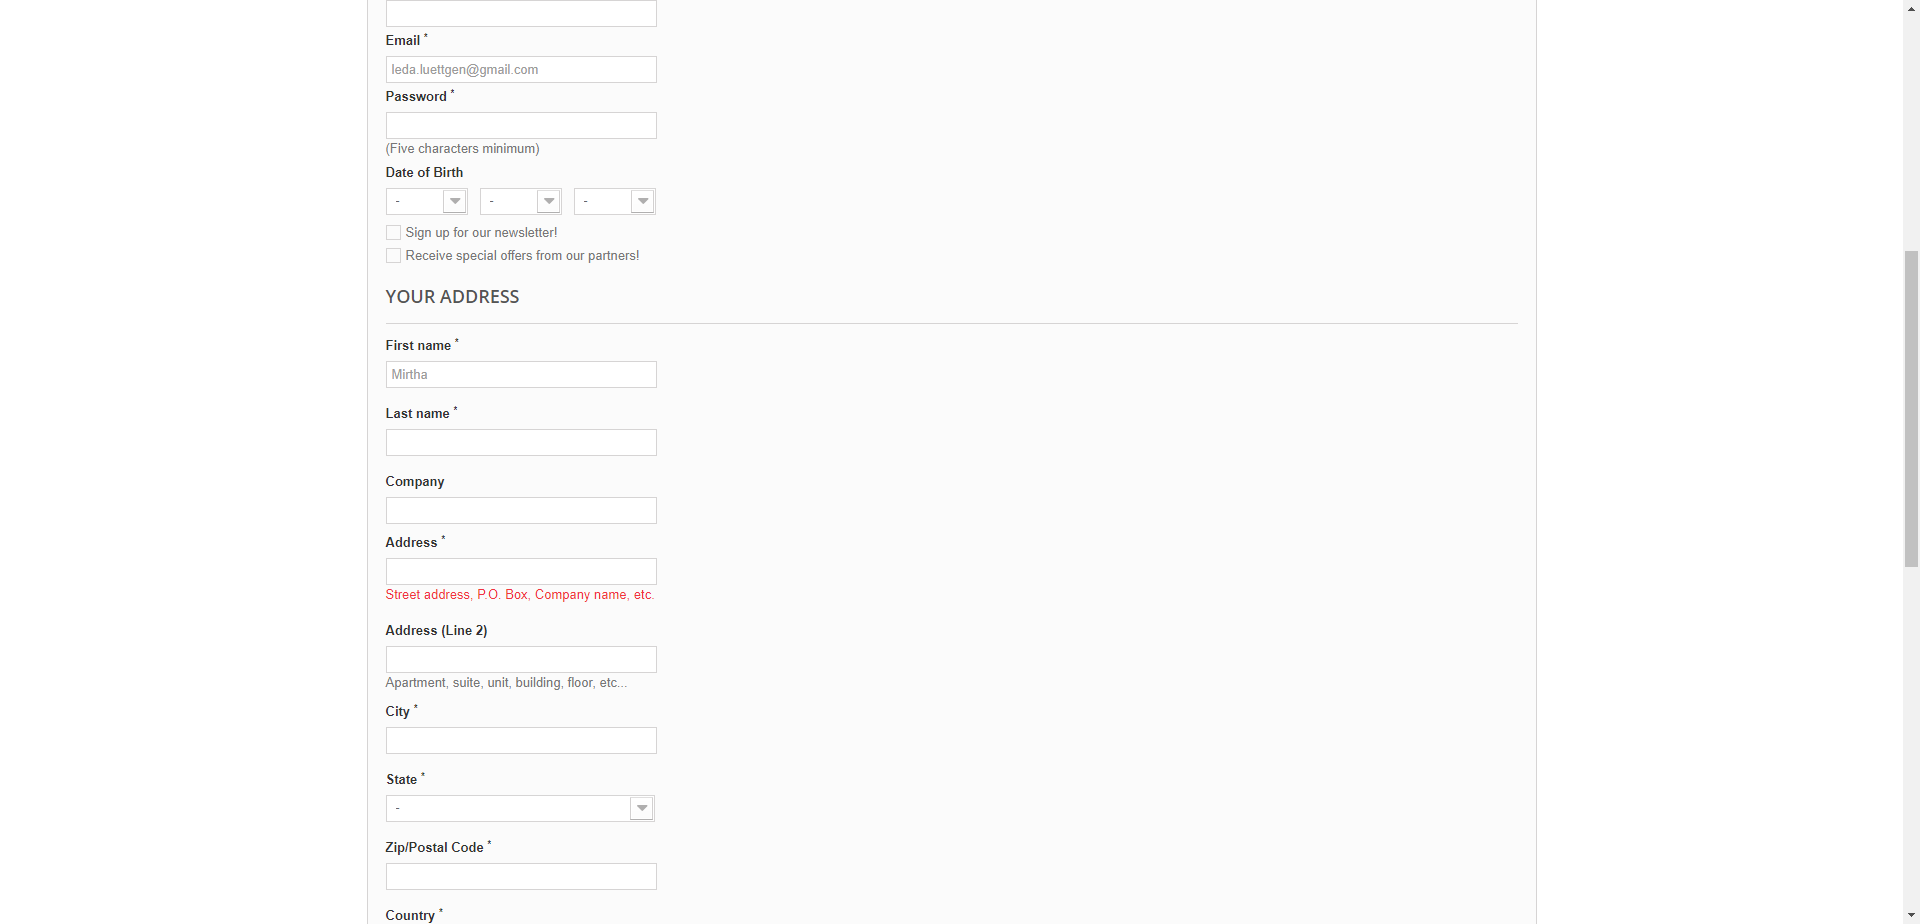 Email *
leda.luettgen@gmail.com
Password *
(Five characters minimum)
Date of Birth
- - -
Sign up for our newsletter!
Receive special offers from our partners!
YOUR ADDRESS
First name *
Mirtha
Last name *
Company
Address *
Street address, P.O. Box, Company name, etc.
Address (Line 2)
Apartment, suite, unit, building, floor, etc...
City *
State *
-
Zip/Postal Code *
Country *